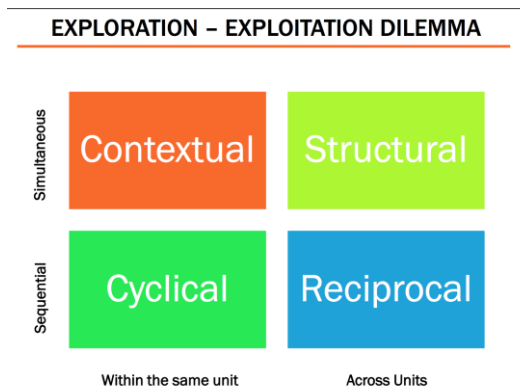 EXPLORATION – EXPLOITATION DILEMMA
Simultaneous
Contextual
Structural
Sequential
Cyclical
Reciprocal
Within the same unit
Across Units